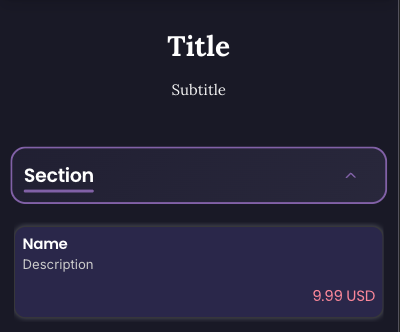 Title
Subtitle
Section
Name
Description
9.99 USD